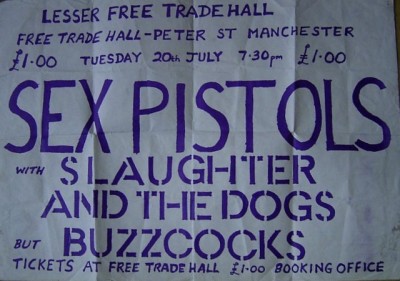 LESSER FREE TRADE HALL
FREE TRADE HALL - PETER ST MANCHESTER
£1.00 TUESDAY 20th JULY 7.30pm £1.00
SEX PISTOLS
WITH SLAUGHTER
AND THE DOGS
BUT BUZZCOCKS
TICKETS AT FREE TRADE HALL £1.00 BOOKING OFFICE